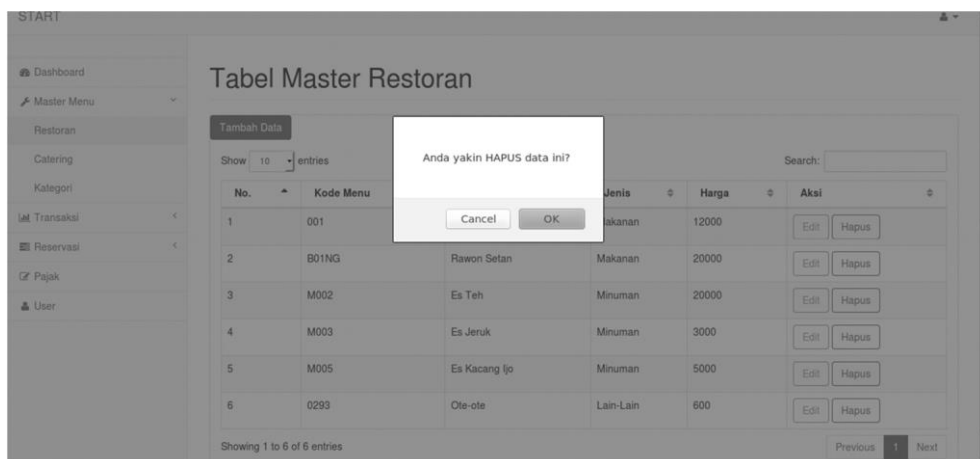 START
Dashboard
Master Menu
Restoran
Catering
Kategori
Transaksi
Reservasi
Pajak
User
Tabel Master Restoran
Tambah Data
Show 10 entries
Search:
Anda yakin HAPUS data ini?
Cancel OK
No. Kode Menu Jenis Harga Aksi
1 001 Makanan 12000 Edit Hapus
2 B01NG Rawon Setan Makanan 20000 Edit Hapus
3 M002 Es Teh Minuman 20000 Edit Hapus
4 M003 Es Jeruk Minuman 3000 Edit Hapus
5 M005 Es Kacang Ijo Minuman 5000 Edit Hapus
6 0293 Ote-ote Lain-Lain 600 Edit Hapus
Showing 1 to 6 of 6 entries
Previous 1 Next